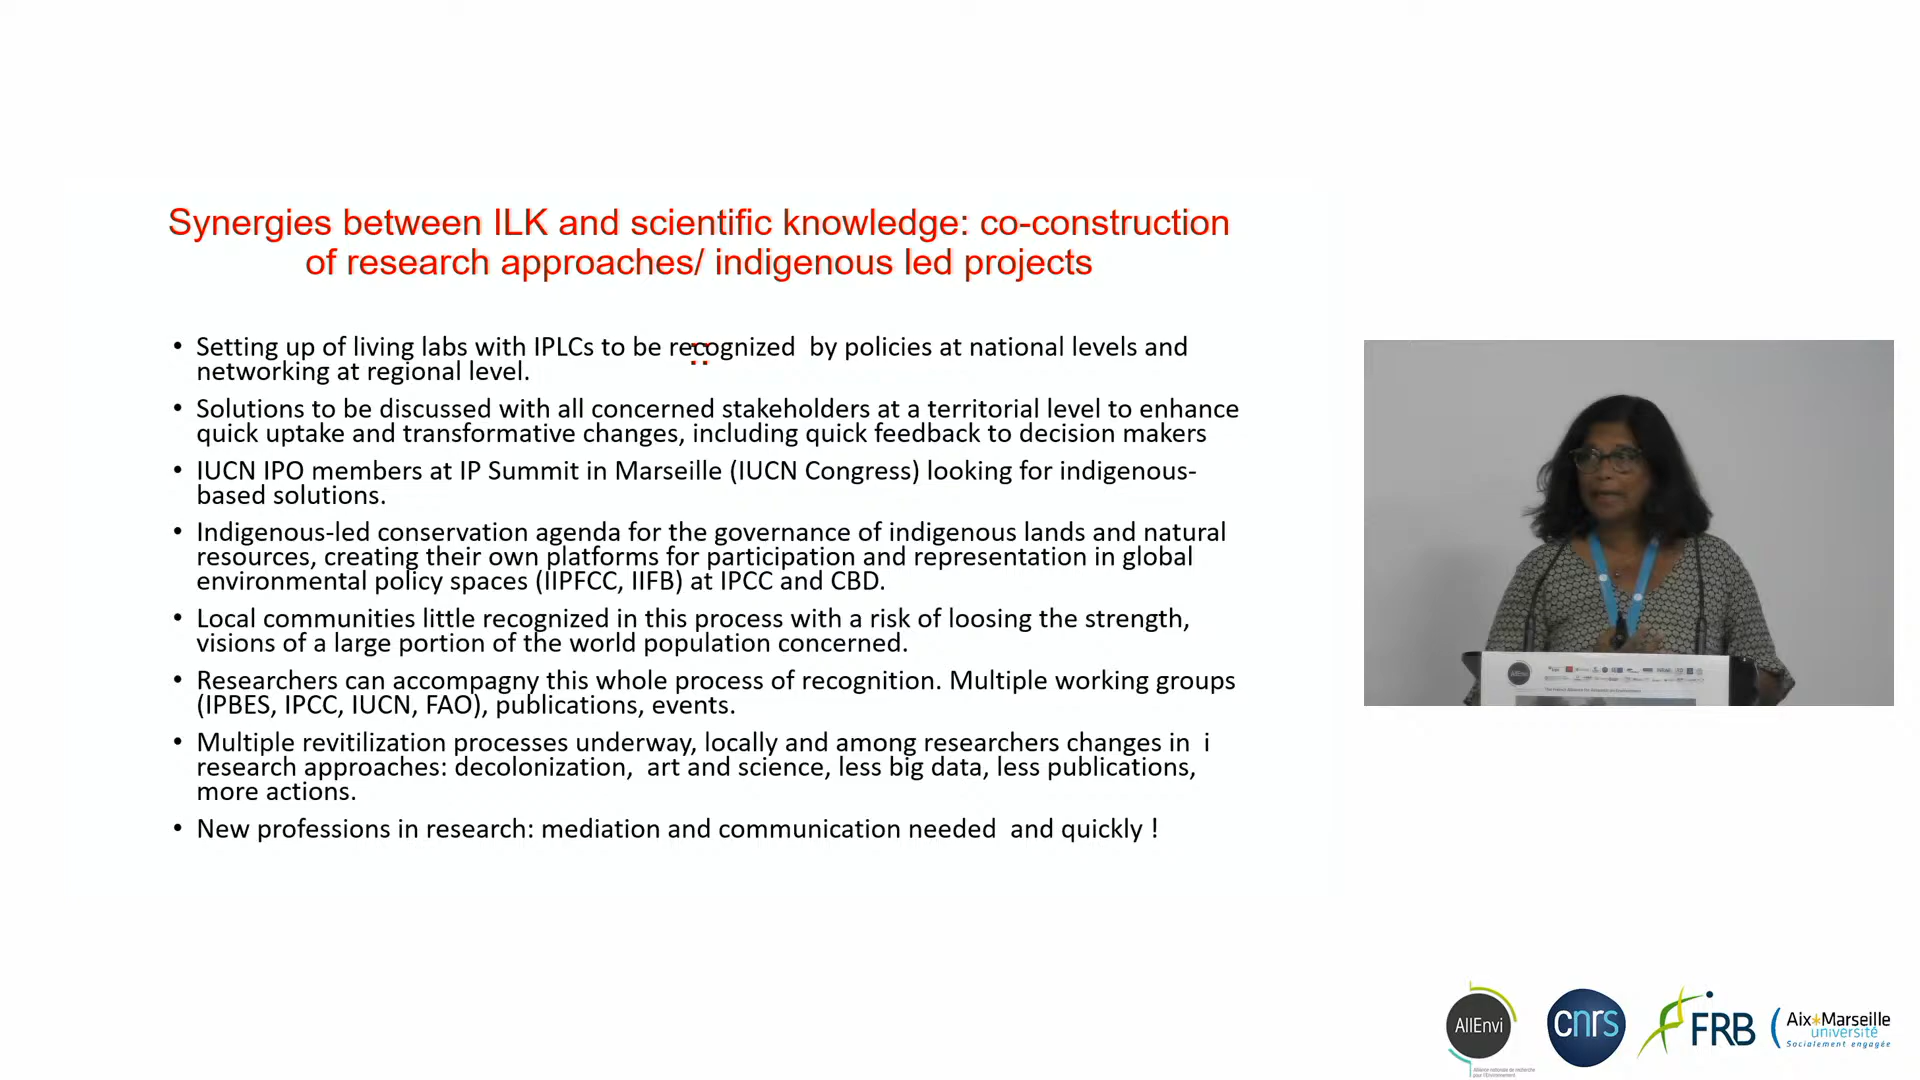 Synergies between ILK and scientific knowledge: co-construction
of research approaches/ indigenous led projects
• Setting up of living labs with IPLCs to be recognized by policies at national levels and
networking at regional level.
• Solutions to be discussed with all concerned stakeholders at a territorial level to enhance
quick uptake and transformative changes, including quick feedback to decision makers
• IUCN IPO members at IP Summit in Marseille (IUCN Congress) looking for indigenous-
based solutions.
• Indigenous-led conservation agenda for the governance of indigenous lands and natural
resources, creating their own platforms for participation and representation in global
environmental policy spaces (IIPFCC, IIFB) at IPCC and CBD.
• Local communities little recognized in this process with a risk of loosing the strength,
visions of a large portion of the world population concerned.
• Researchers can accompagny this whole process of recognition. Multiple working groups
(IPBES, IPCC, IUCN, FAO), publications, events.
• Multiple revitilization processes underway, locally and among researchers changes in i
research approaches: decolonization, art and science, less big data, less publications,
more actions.
• New professions in research: mediation and communication needed and quickly !
AllEnvi
AllEnvi
Alliance nationale de recherche
pour l'Environnement
cnrs
FRB
Aix*Marseille
université
Socialement engagée